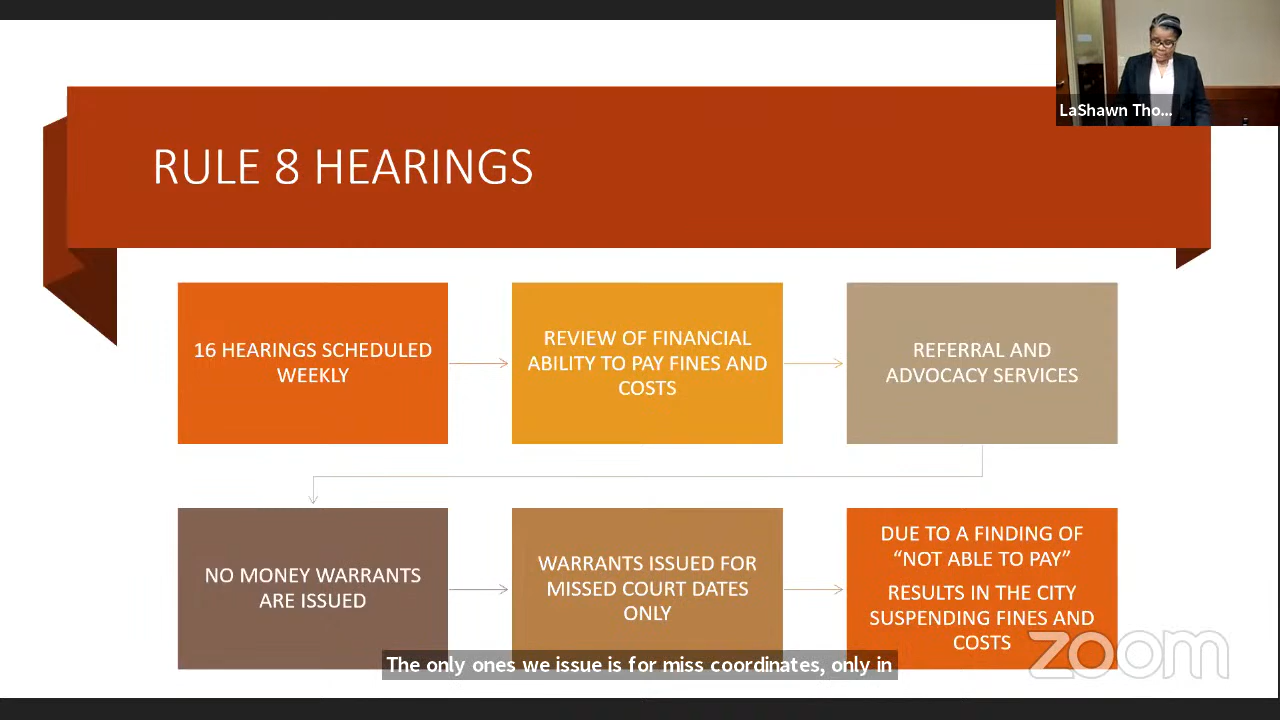 LaShawn Tho...
RULE 8 HEARINGS
16 HEARINGS SCHEDULED
WEEKLY
REVIEW OF FINANCIAL
ABILITY TO PAY FINES AND
COSTS
REFERRAL AND
ADVOCACY SERVICES
NO MONEY WARRANTS
ARE ISSUED
WARRANTS ISSUED FOR
MISSED COURT DATES
ONLY
DUE TO A FINDING OF
“NOT ABLE TO PAY”
RESULTS IN THE CITY
SUSPENDING FINES AND
COSTS
zoom
The only ones we issue is for miss coordinates, only in